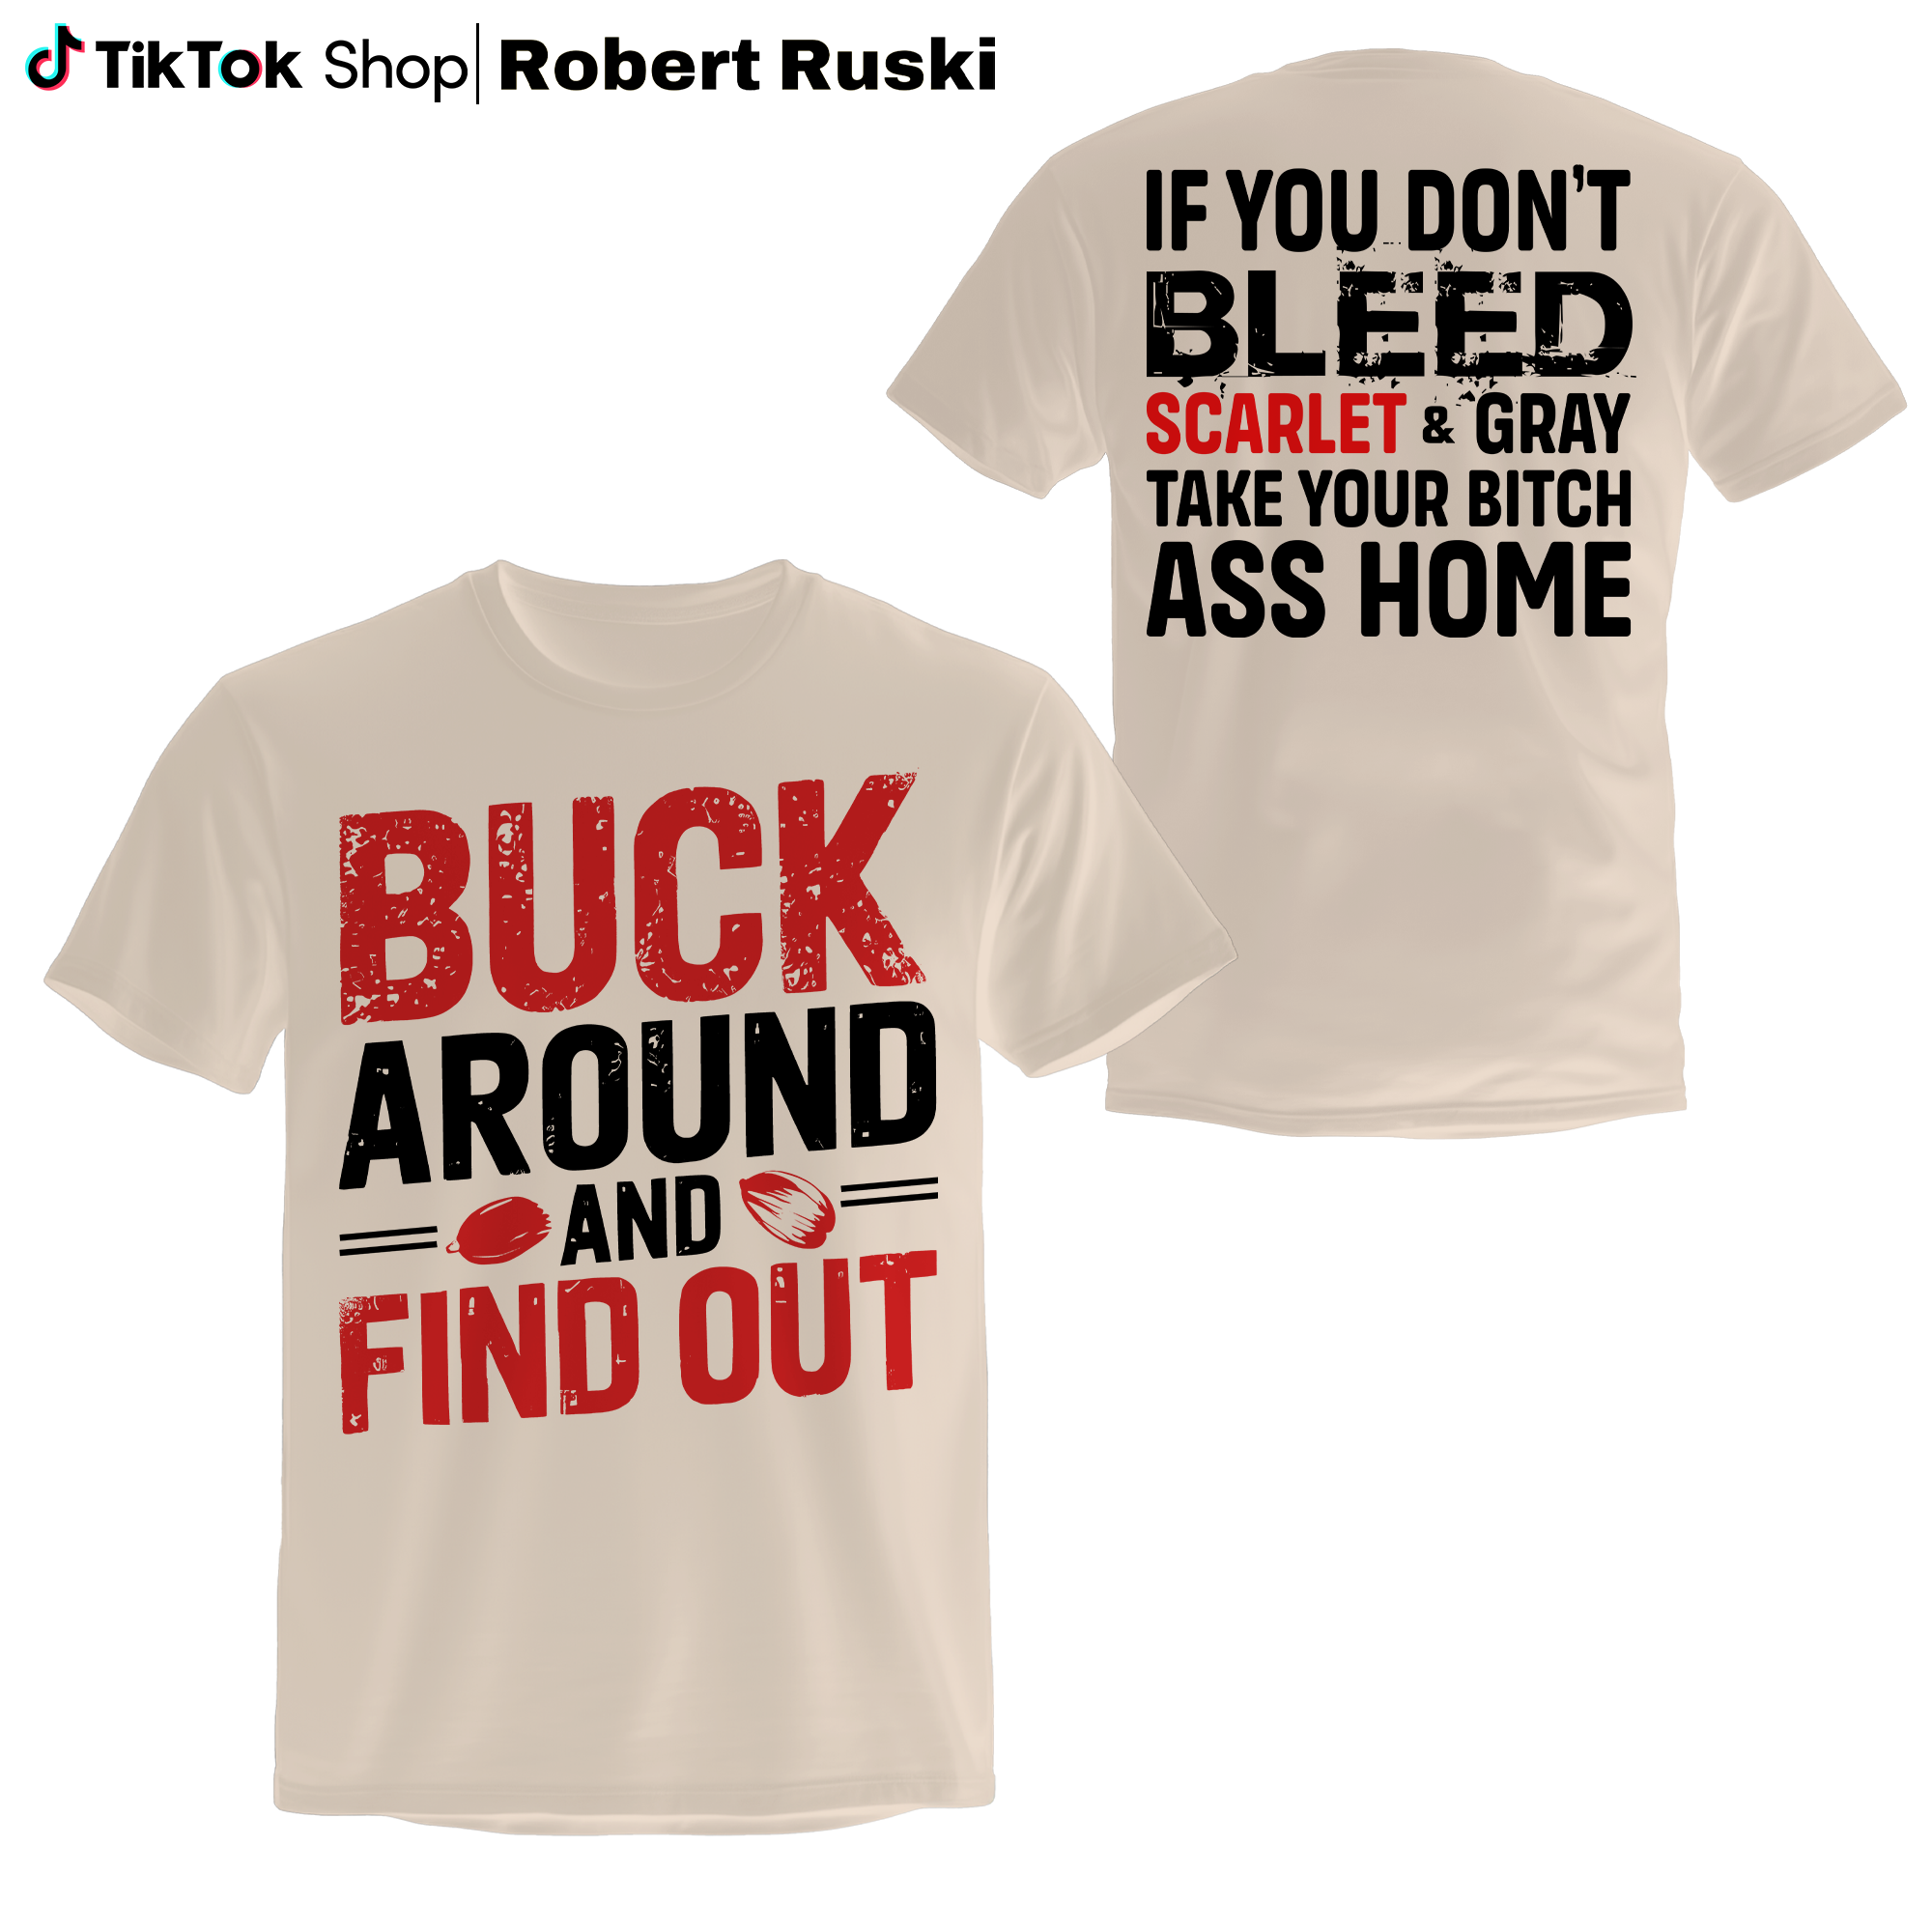 TikTok Shop | Robert Ruski
IF YOU DON'T
BLEED
SCARLET & GRAY
TAKE YOUR BITCH
ASS HOME
BUCK
AROUND
AND
FIND OUT